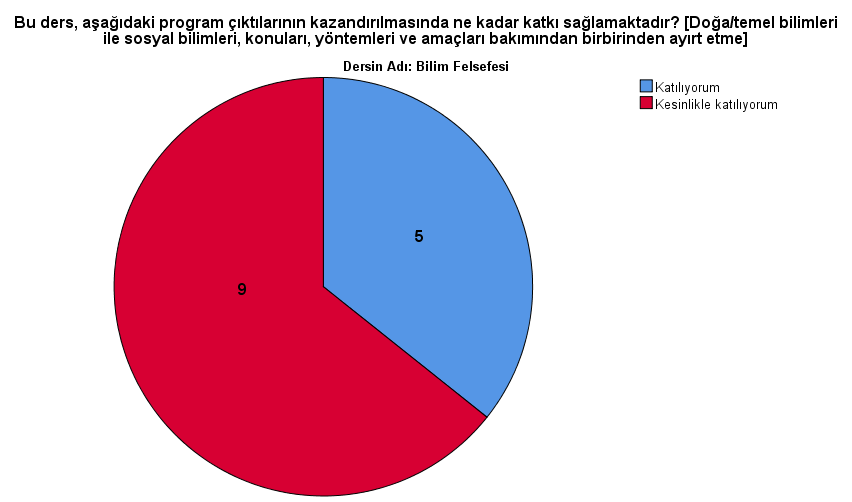 Bu ders, aşağıdaki program çıktılarının kazandırılmasında ne kadar katkı sağlamaktadır? [Doğa/temel bilimleri
ile sosyal bilimleri, konuları, yöntemleri ve amaçları bakımından birbirinden ayırt etme]
Dersin Adı: Bilim Felsefesi
Katılıyorum
Kesinlikle katılıyorum
5
9